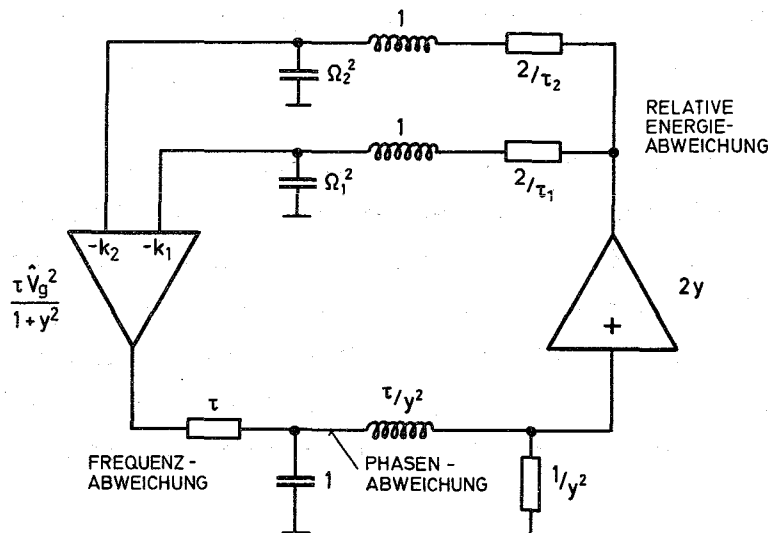 1
Ω₂²
2/τ₂
RELATIVE
ENERGIE-
ABWEICHUNG
1
Ω₁²
2/τ₁
-k₂ -k₁
τ V̂g²
1+y²
2y
+
τ
τ/y²
FREQUENZ-
ABWEICHUNG
1
PHASEN-
ABWEICHUNG
1/y²